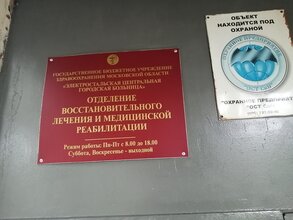 ГОСУДАРСТВЕННОЕ БЮДЖЕТНОЕ УЧРЕЖДЕНИЕ
ЗДРАВООХРАНЕНИЯ МОСКОВСКОЙ ОБЛАСТИ
"ЭЛЕКТРОСТАЛЬСКАЯ ЦЕНТРАЛЬНАЯ
ГОРОДСКАЯ БОЛЬНИЦА"
ОТДЕЛЕНИЕ
ВОССТАНОВИТЕЛЬНОГО
ЛЕЧЕНИЯ И МЕДИЦИНСКОЙ
РЕАБИЛИТАЦИИ
Режим работы: Пн-Пт с 8.00 до 18.00
Суббота, Воскресенье - выходной
ОБЪЕКТ
НАХОДИТСЯ ПОД
ОХРАНОЙ